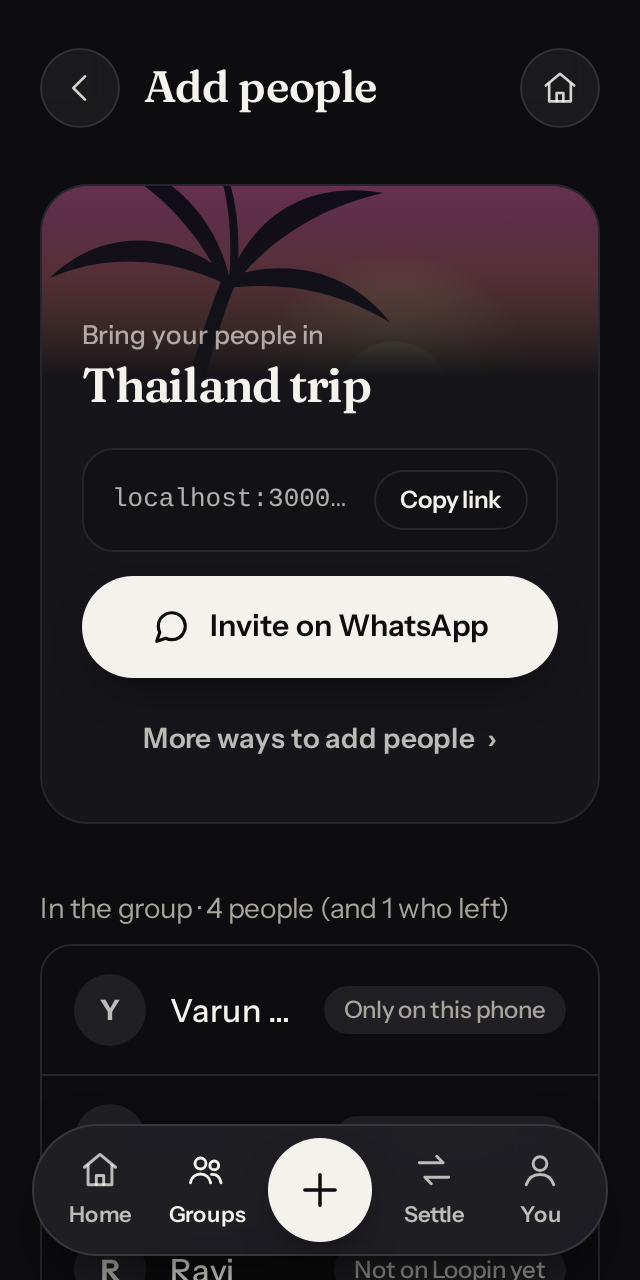 Add people
Bring your people in
Thailand trip
localhost:3000…
Copy link
Invite on WhatsApp
More ways to add people ›
In the group · 4 people (and 1 who left)
Y
Varun ...
Only on this phone
Home
Groups
Settle
You
R
Ravi
Not on Loopin yet